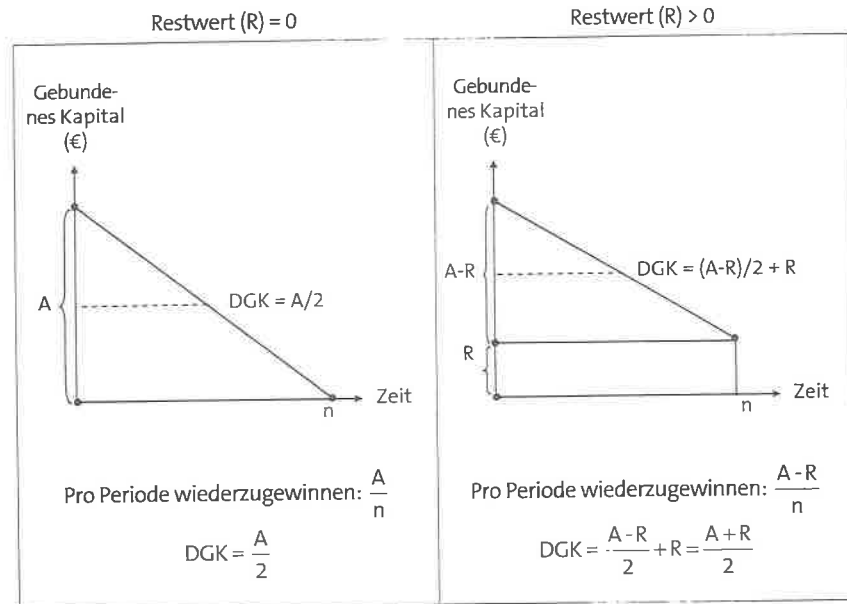 Restwert (R) = 0
Gebunde-
nes Kapital
(€)
A
DGK = A/2
n
Zeit
Pro Periode wiederzugewinnen: A/n
DGK = A/2
Restwert (R) > 0
Gebunde-
nes Kapital
(€)
A-R
DGK = (A-R)/2 + R
R
n
Zeit
Pro Periode wiederzugewinnen: A-R/n
DGK = A-R/2 + R = A+R/2